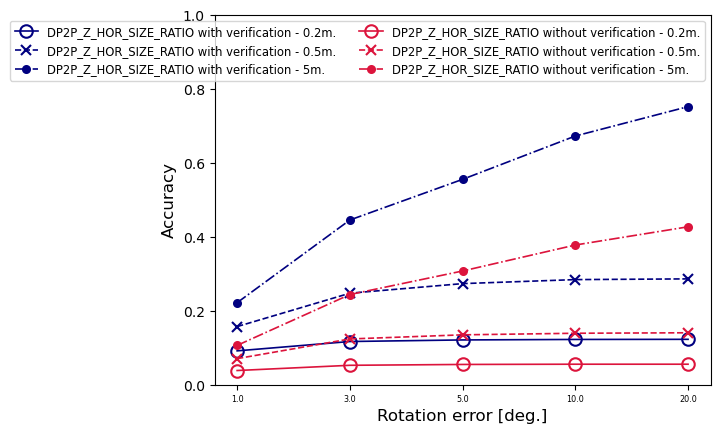 1.0
DP2P_Z_HOR_SIZE_RATIO with verification - 0.2m.
DP2P_Z_HOR_SIZE_RATIO with verification - 0.5m.
DP2P_Z_HOR_SIZE_RATIO with verification - 5m.
DP2P_Z_HOR_SIZE_RATIO without verification - 0.2m.
DP2P_Z_HOR_SIZE_RATIO without verification - 0.5m.
DP2P_Z_HOR_SIZE_RATIO without verification - 5m.
0.8
0.6
0.4
0.2
0.0
Accuracy
1.0 3.0 5.0 10.0 20.0
Rotation error [deg.]